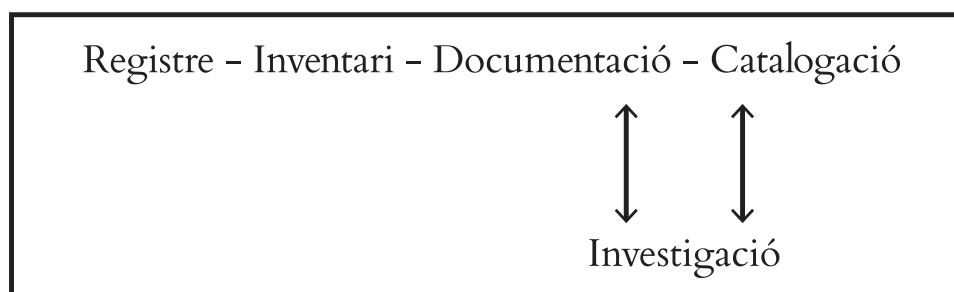 Registre – Inventari – Documentació – Catalogació
Investigació